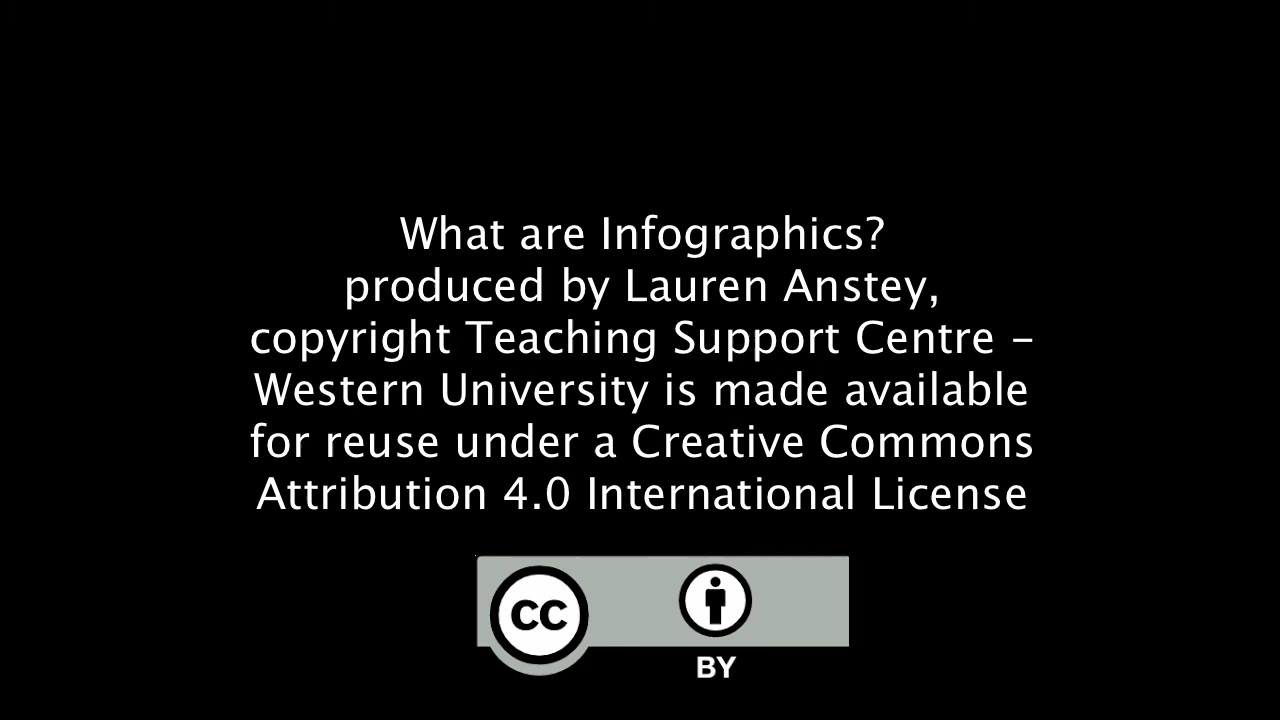 What are Infographics?
produced by Lauren Anstey,
copyright Teaching Support Centre –
Western University is made available
for reuse under a Creative Commons
Attribution 4.0 International License
cc
BY